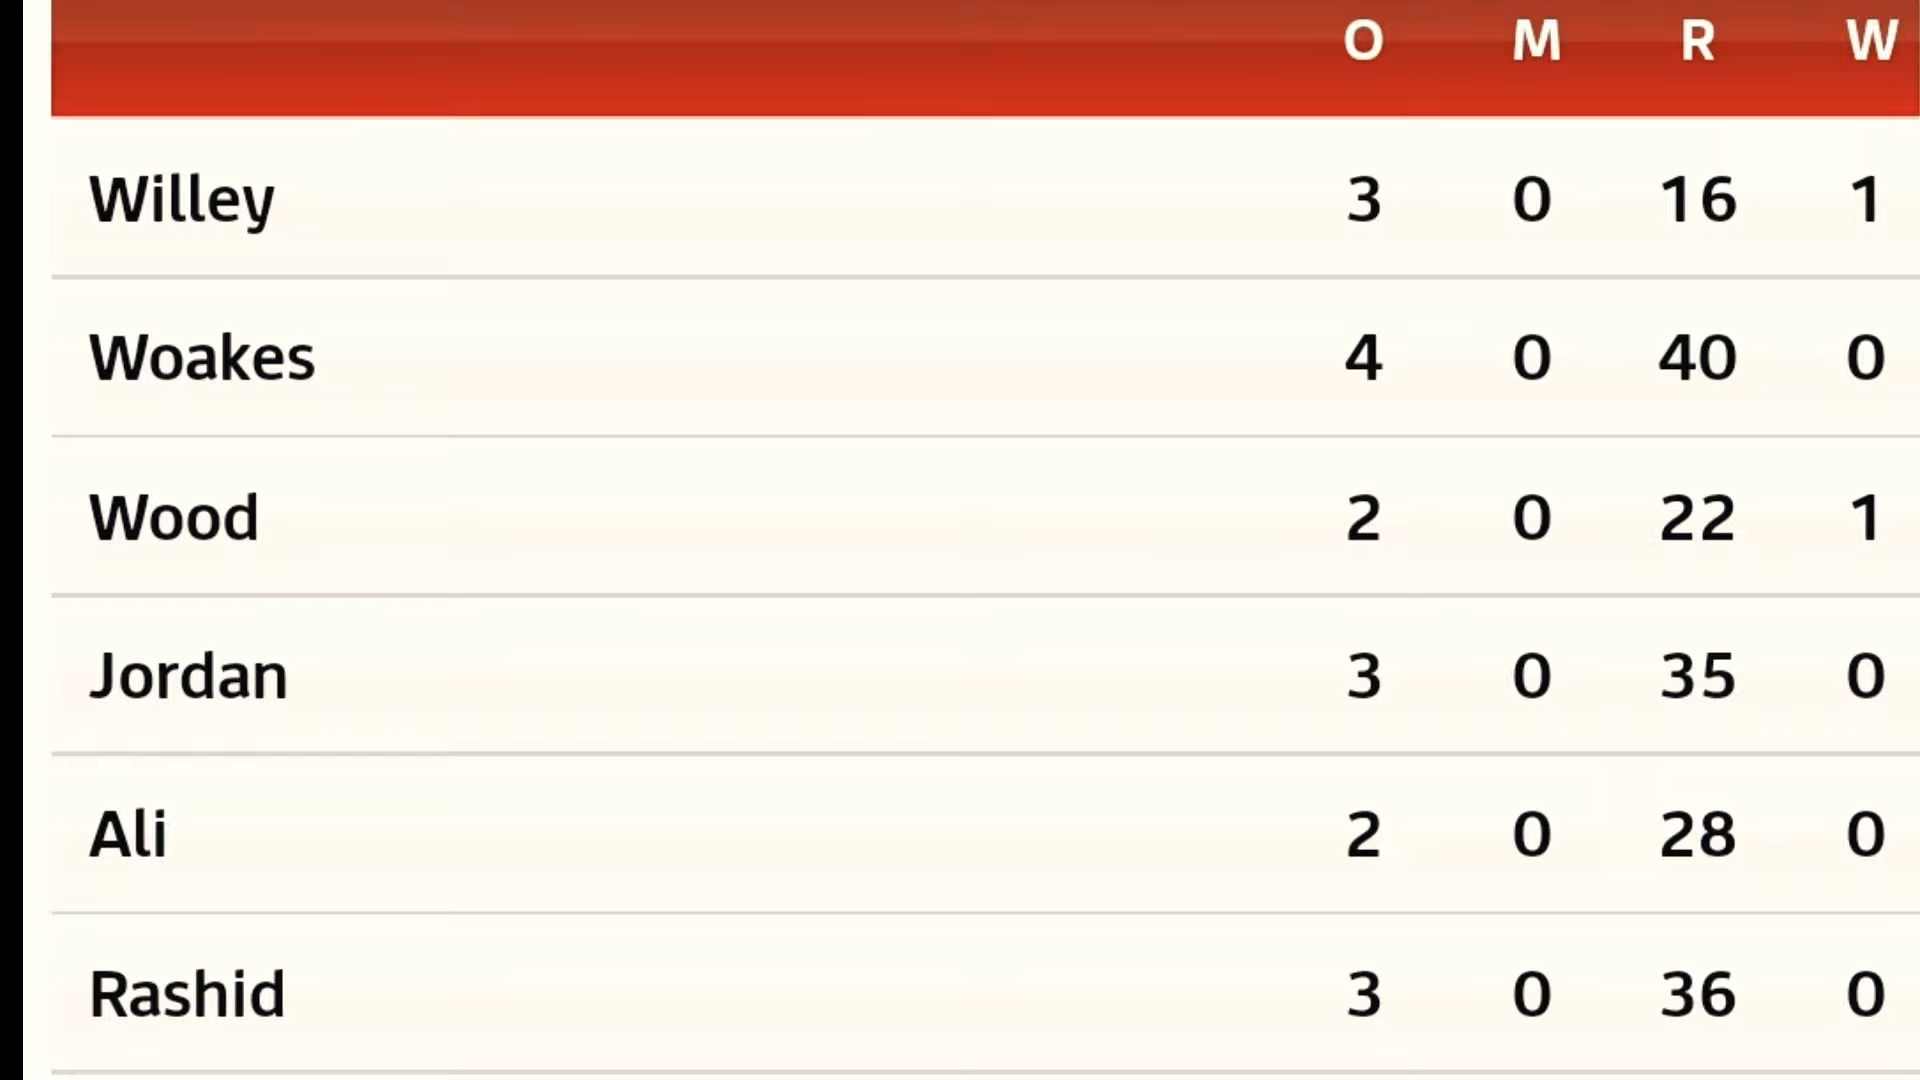 O M R W
Willey 3 0 16 1
Woakes 4 0 40 0
Wood 2 0 22 1
Jordan 3 0 35 0
Ali 2 0 28 0
Rashid 3 0 36 0